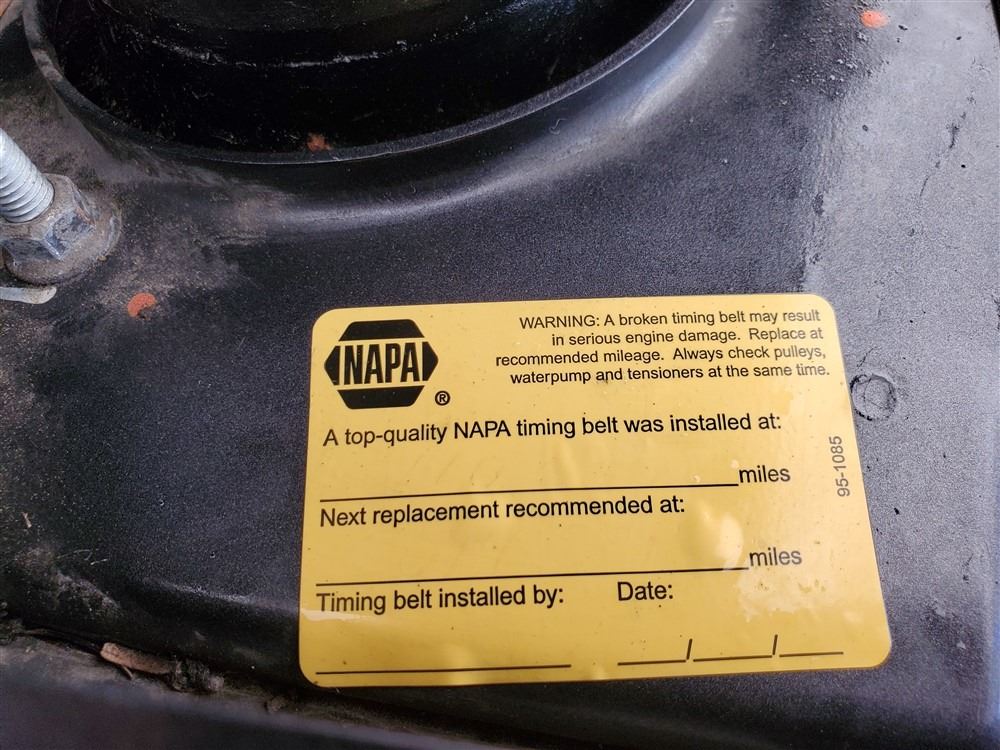 NAPA
®
WARNING: A broken timing belt may result
in serious engine damage. Replace at
recommended mileage. Always check pulleys,
waterpump and tensioners at the same time.
A top-quality NAPA timing belt was installed at:
miles
Next replacement recommended at:
miles
Timing belt installed by: Date:
/ /
95-1085